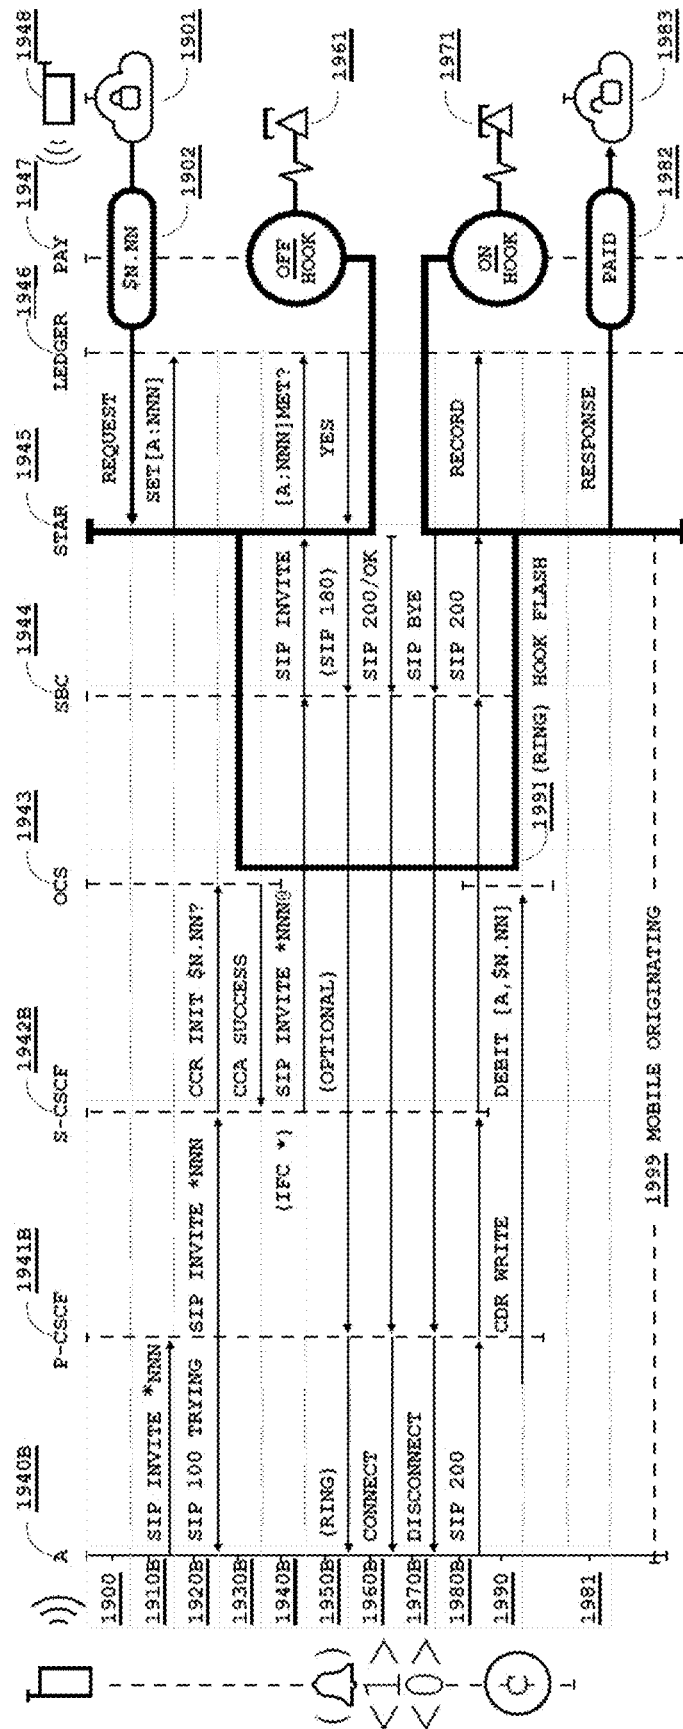 1940B 1941B 1942B 1943 1944 1945 1946 1947 1948
A P-CSCF S-CSCF OCS SBC STAR LEDGER PAY
1900 REQUEST $N.NN 1901
1902
1910B SIP INVITE *NNN SET[A:NNN]
1920B SIP 100 TRYING SIP INVITE *NNN CCR INIT $N.NN?
1930B CCA SUCCESS
1940B {IFC *} SIP INVITE *NNN@ SIP INVITE [A:NNN]MET? OFF
HOOK 1961
1950B {RING} {OPTIONAL} {SIP 180} YES
1960B CONNECT SIP 200/OK
<1>
1970B DISCONNECT SIP BYE
<0>
1980B SIP 200 SIP 200 RECORD ON
HOOK 1971
1990 CDR WRITE DEBIT [A,$N.NN]
C
1991 {RING} HOOK FLASH
1981 RESPONSE PAID 1982 1983
1999 MOBILE ORIGINATING